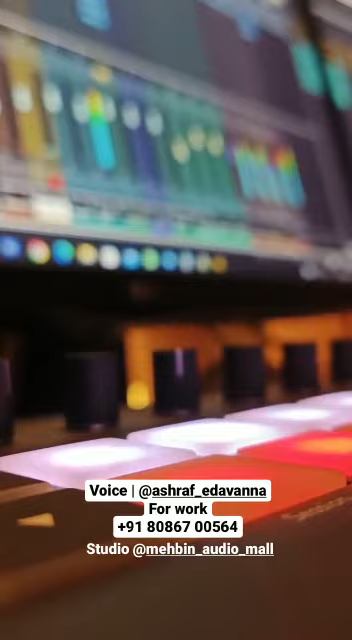 Voice | @ashraf_edavanna
For work
+91 80867 00564
Studio @mehbin_audio_mall